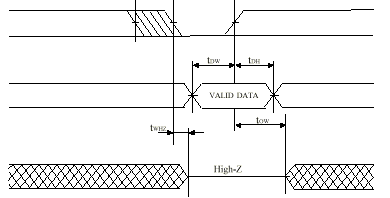 tDW tDH
VALID DATA
tWHZ tOW
High-Z